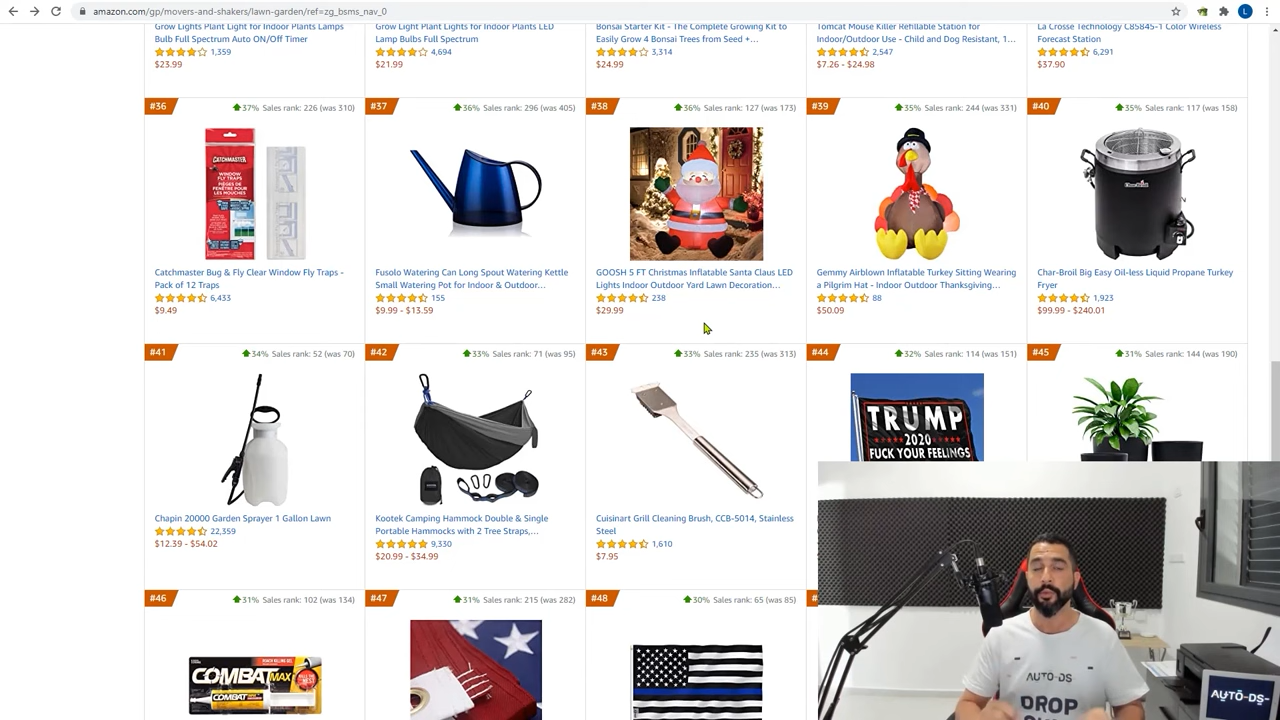 amazon.com/gp/movers-and-shakers/lawn-garden/ref=zg_bsms_nav_0
L
Grow Lights Plant Light for Indoor Plants Lamps
Bulb Full Spectrum Auto ON/Off Timer
1,359
$23.99
Grow Light Plant Lights for Indoor Plants LED
Lamp Bulbs Full Spectrum
4,694
$21.99
Bonsai Starter Kit - The Complete Growing Kit to
Easily Grow 4 Bonsai Trees from Seed +...
3,314
$24.99
Tomcat Mouse Killer Refillable Station for
Indoor/Outdoor Use - Child and Dog Resistant, 1...
2,547
$7.26 - $24.98
La Crosse Technology C85845-1 Color Wireless
Forecast Station
6,291
$37.90
#36
37% Sales rank: 226 (was 310)
CATCHMASTER
WINDOW
FLY TRAPS
Catchmaster Bug & Fly Clear Window Fly Traps -
Pack of 12 Traps
6,433
$9.49
#37
36% Sales rank: 296 (was 405)
Fusolo Watering Can Long Spout Watering Kettle
Small Watering Pot for Indoor & Outdoor...
155
$9.99 - $13.59
#38
36% Sales rank: 127 (was 173)
GOOSH 5 FT Christmas Inflatable Santa Claus LED
Lights Indoor Outdoor Yard Lawn Decoration...
238
$29.99
#39
35% Sales rank: 244 (was 331)
Gemmy Airblown Inflatable Turkey Sitting Wearing
a Pilgrim Hat - Indoor Outdoor Thanksgiving...
88
$50.09
#40
35% Sales rank: 117 (was 158)
Char-Broil Big Easy Oil-less Liquid Propane Turkey
Fryer
1,923
$99.99 - $240.01
#41
34% Sales rank: 52 (was 70)
Chapin 20000 Garden Sprayer 1 Gallon Lawn
22,359
$12.39 - $54.02
#42
33% Sales rank: 71 (was 95)
Kootek Camping Hammock Double & Single
Portable Hammocks with 2 Tree Straps,...
9,330
$20.99 - $34.99
#43
33% Sales rank: 235 (was 313)
Cuisinart Grill Cleaning Brush, CCB-5014, Stainless
Steel
1,610
$7.95
#44
32% Sales rank: 114 (was 151)
TRUMP
2020
FUCK YOUR FEELINGS
#45
31% Sales rank: 144 (was 190)
#46
31% Sales rank: 102 (was 134)
COMBAT MAX
COMBAT
#47
31% Sales rank: 215 (was 282)
#48
30% Sales rank: 65 (was 85)
AUTO-DS
DROP
AUTO-DS